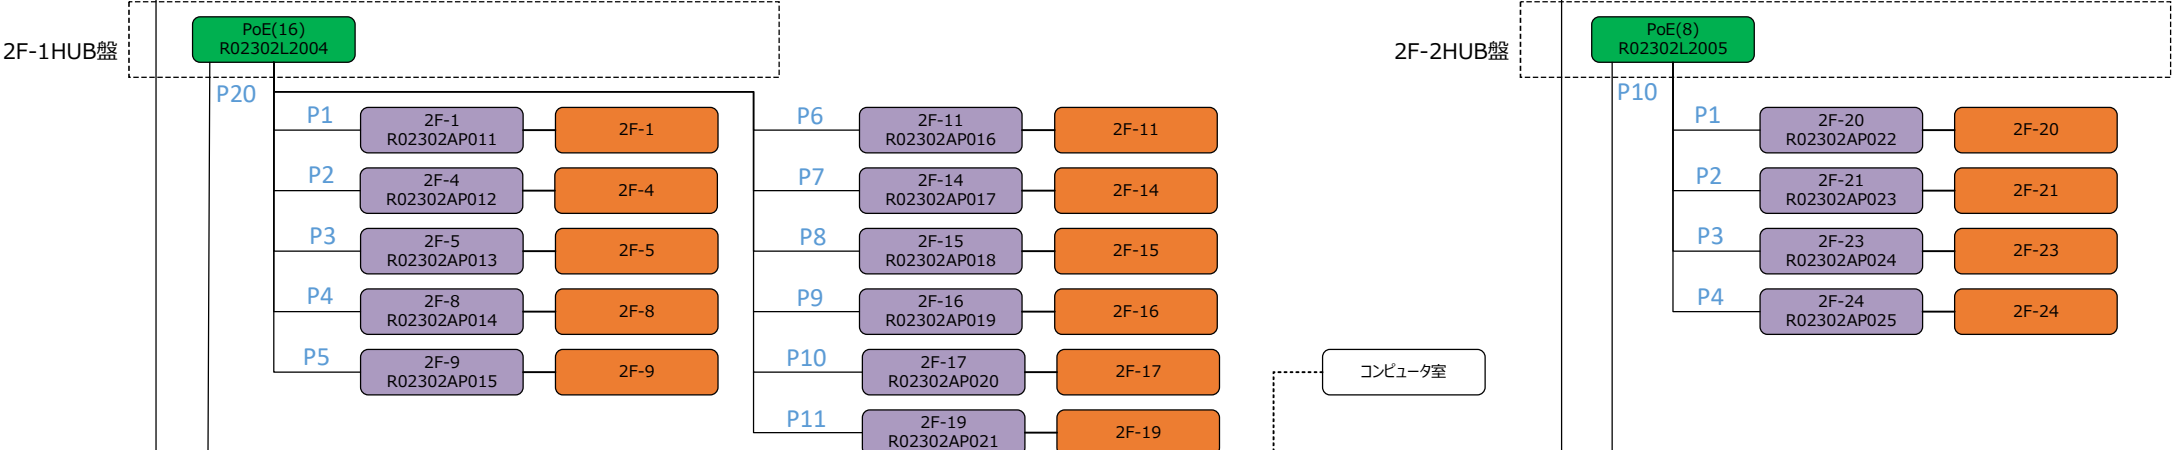 2F-1HUB盤
PoE(16)
R02302L2004
P20
P1
2F-1
R02302AP011
2F-1
P2
2F-4
R02302AP012
2F-4
P3
2F-5
R02302AP013
2F-5
P4
2F-8
R02302AP014
2F-8
P5
2F-9
R02302AP015
2F-9
P6
2F-11
R02302AP016
2F-11
P7
2F-14
R02302AP017
2F-14
P8
2F-15
R02302AP018
2F-15
P9
2F-16
R02302AP019
2F-16
P10
2F-17
R02302AP020
2F-17
P11
2F-19
R02302AP021
2F-19
コンピュータ室
2F-2HUB盤
PoE(8)
R02302L2005
P10
P1
2F-20
R02302AP022
2F-20
P2
2F-21
R02302AP023
2F-21
P3
2F-23
R02302AP024
2F-23
P4
2F-24
R02302AP025
2F-24